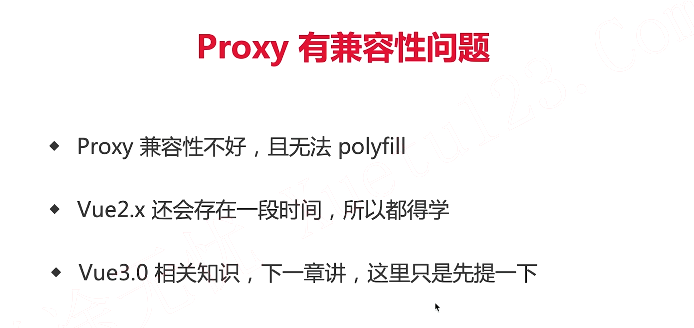 Proxy 有兼容性问题
◆ Proxy 兼容性不好，且无法 polyfill
◆ Vue2.x 还会存在一段时间，所以都得学
◆ Vue3.0 相关知识，下一章讲，这里只是先提一下